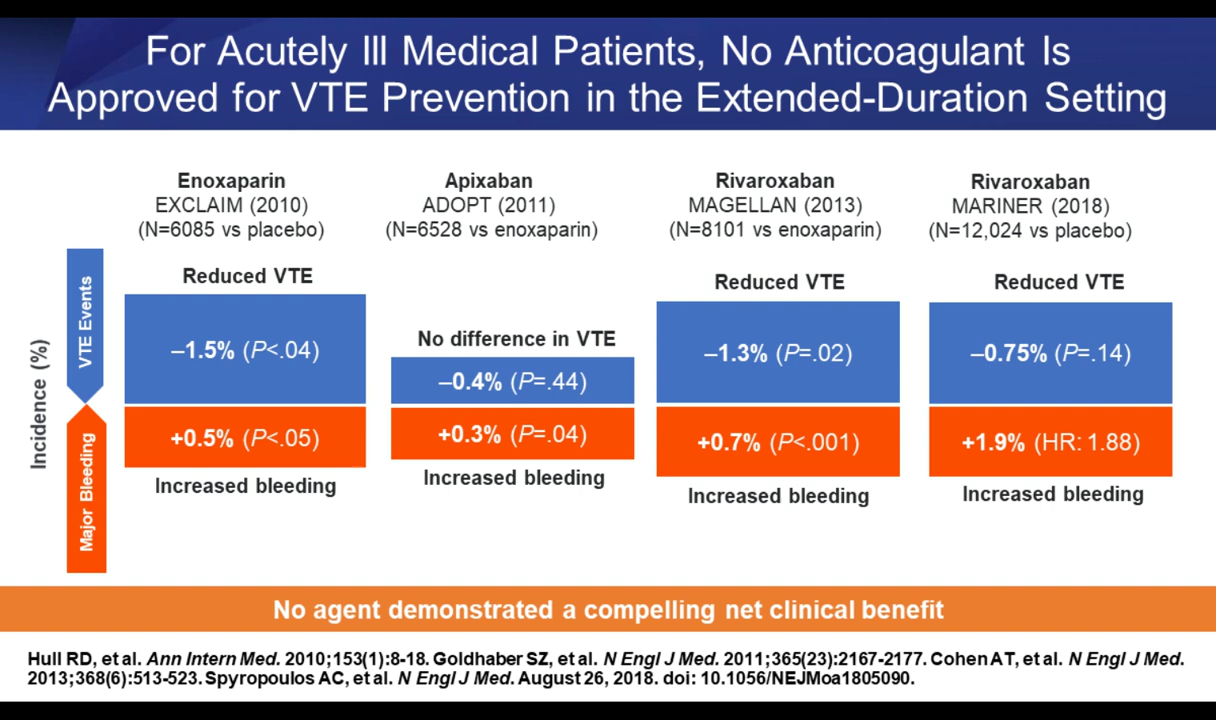 For Acutely Ill Medical Patients, No Anticoagulant Is
Approved for VTE Prevention in the Extended-Duration Setting
Enoxaparin
EXCLAIM (2010)
(N=6085 vs placebo)
Apixaban
ADOPT (2011)
(N=6528 vs enoxaparin)
Rivaroxaban
MAGELLAN (2013)
(N=8101 vs enoxaparin)
Rivaroxaban
MARINER (2018)
(N=12,024 vs placebo)
Incidence (%)
VTE Events
Major Bleeding
Reduced VTE
–1.5% (P<.04)
+0.5% (P<.05)
Increased bleeding
No difference in VTE
–0.4% (P=.44)
+0.3% (P=.04)
Increased bleeding
Reduced VTE
–1.3% (P=.02)
+0.7% (P<.001)
Increased bleeding
Reduced VTE
–0.75% (P=.14)
+1.9% (HR: 1.88)
Increased bleeding
No agent demonstrated a compelling net clinical benefit
Hull RD, et al. Ann Intern Med. 2010;153(1):8-18. Goldhaber SZ, et al. N Engl J Med. 2011;365(23):2167-2177. Cohen AT, et al. N Engl J Med.
2013;368(6):513-523. Spyropoulos AC, et al. N Engl J Med. August 26, 2018. doi: 10.1056/NEJMoa1805090.